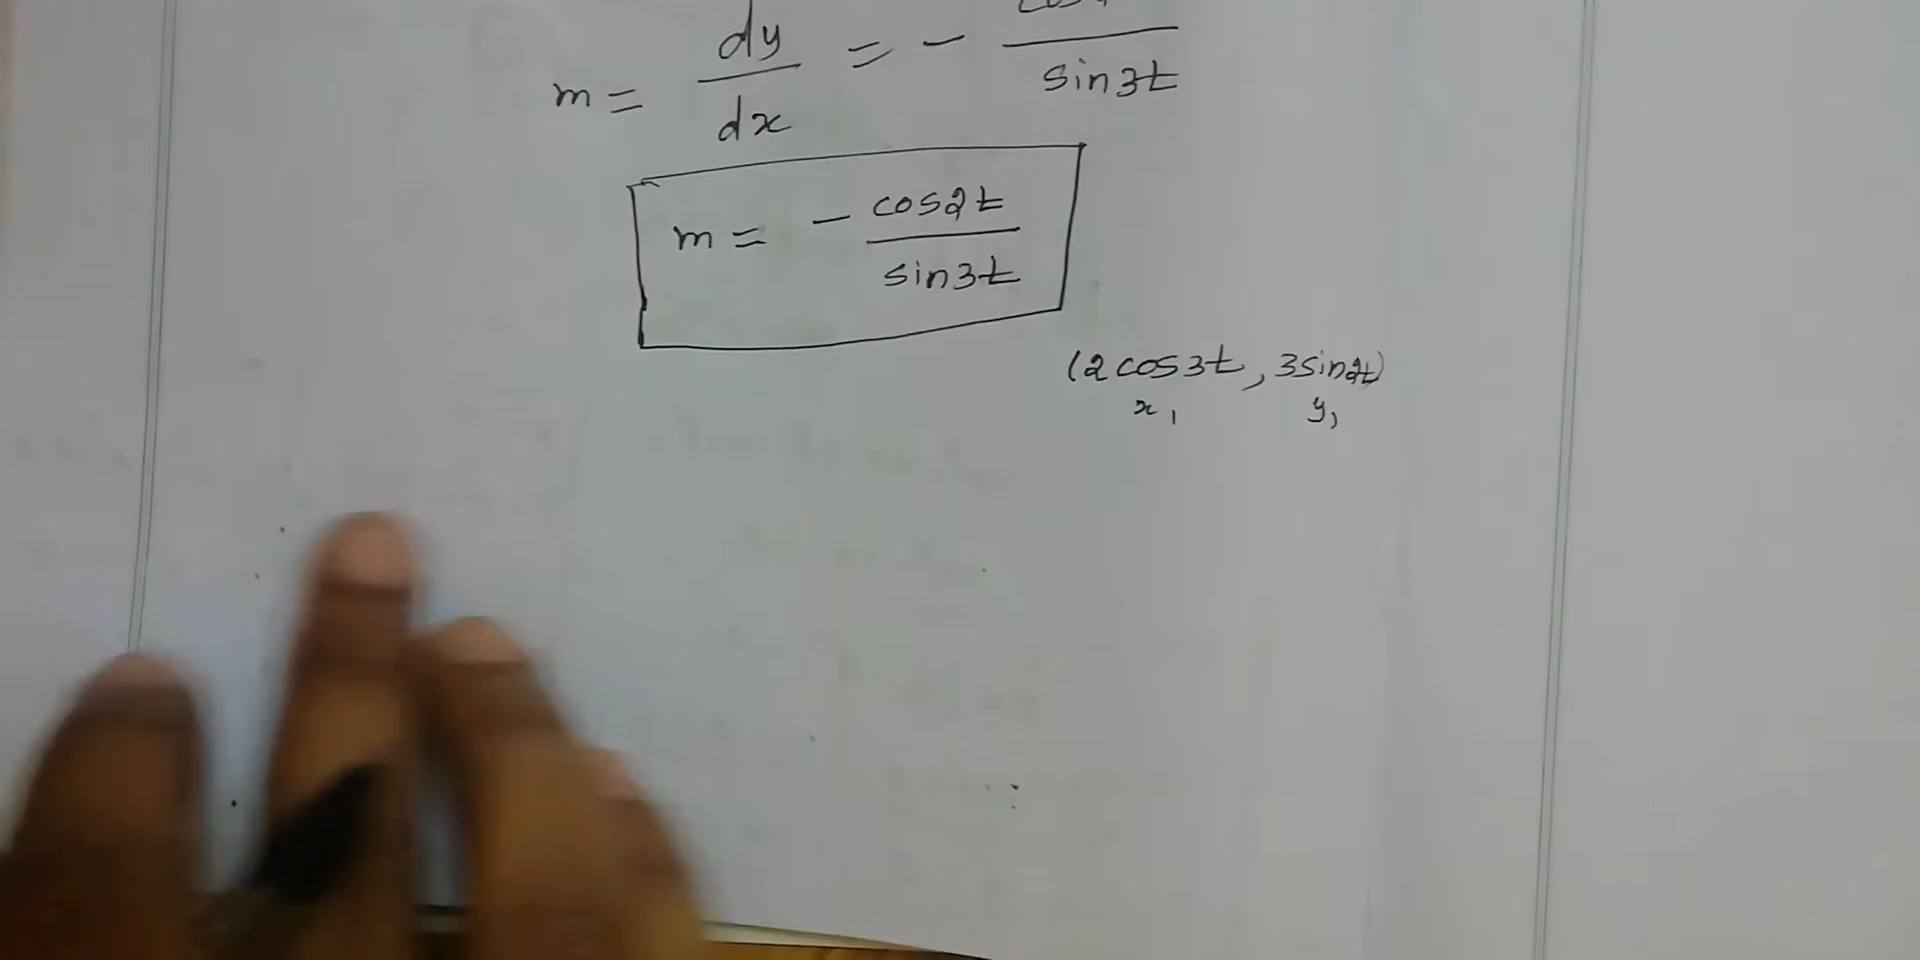 m = dy/dx = - /sin3t
m = - cos2t/sin3t
(2cos3t, 3sin2t)
x₁ y₁